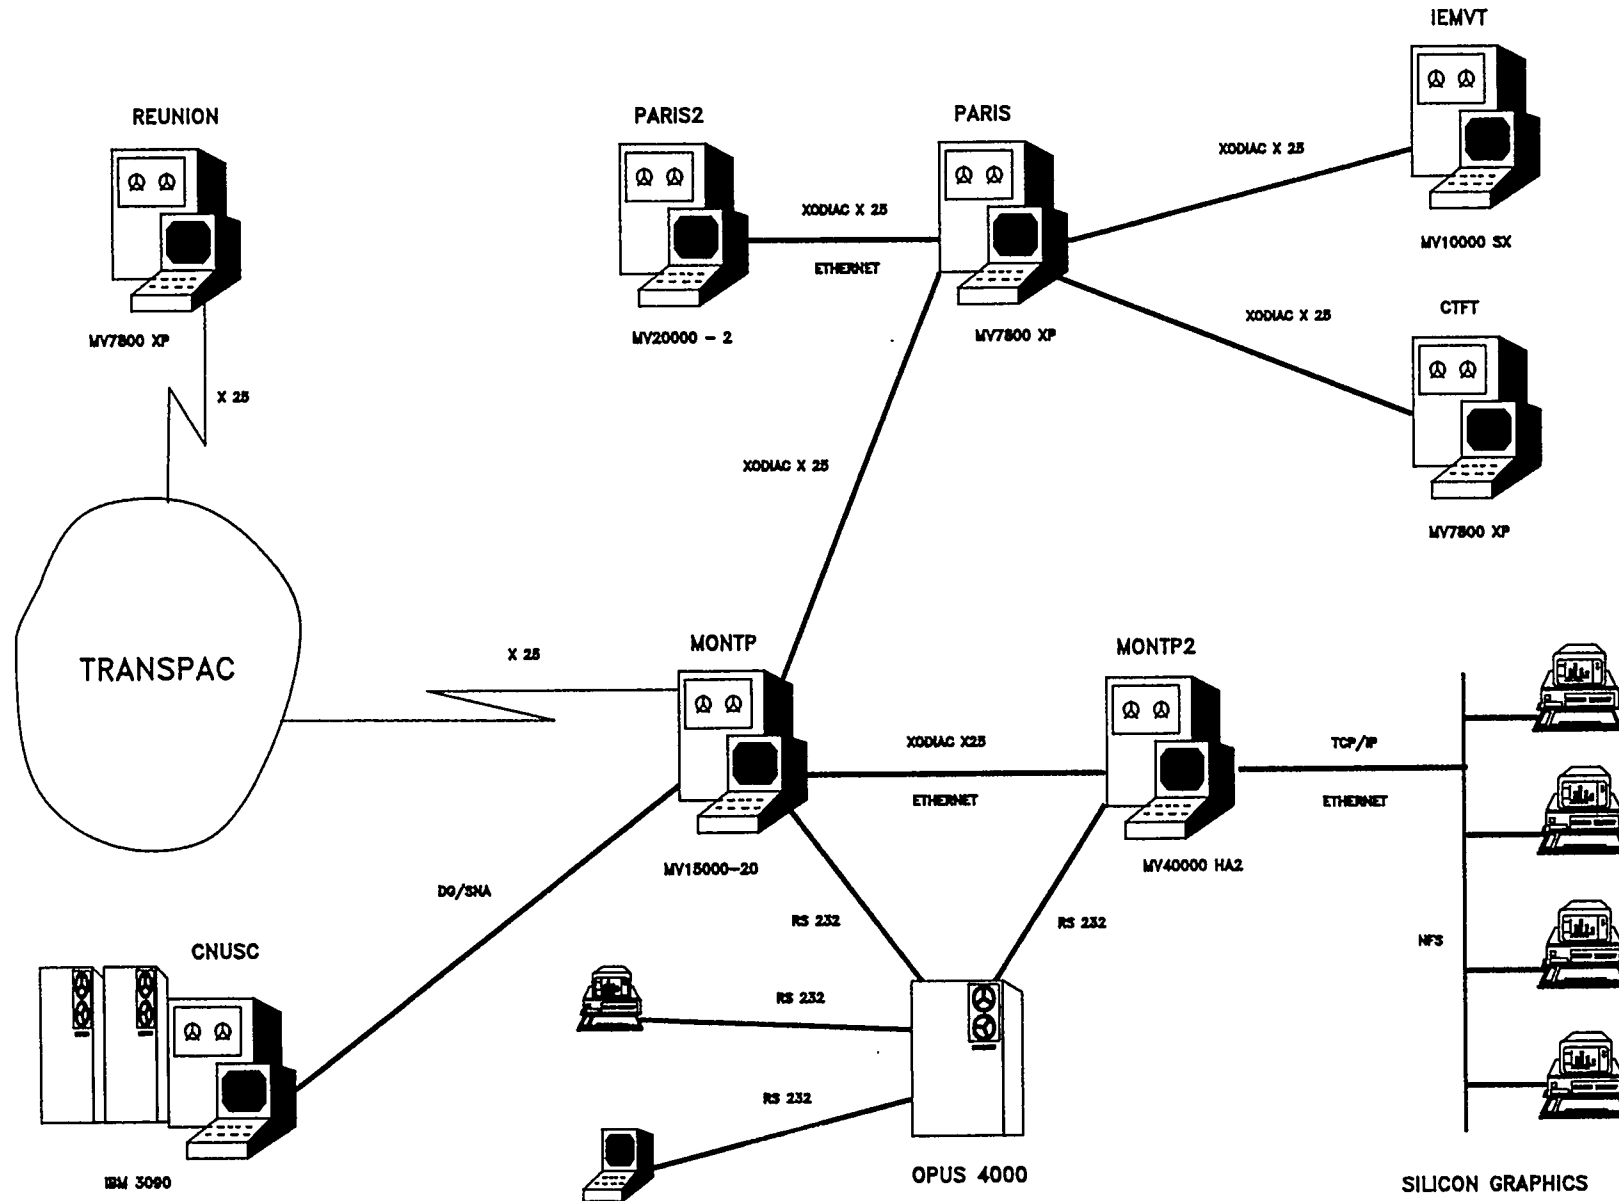 IEMVT
REUNION
PARIS2
PARIS
XODIAC X 25
XODIAC X 25
ETHERNET
MV10000 SX
MV7800 XP
MV20000 - 2
MV7800 XP
XODIAC X 25
CTFT
X 25
XODIAC X 25
MV7800 XP
TRANSPAC
X 25
MONTP
MONTP2
XODIAC X25
ETHERNET
TCP/IP
ETHERNET
MV15000-20
MV40000 HA2
DG/SNA
RS 232
RS 232
NFS
CNUSC
RS 232
RS 232
IBM 3090
OPUS 4000
SILICON GRAPHICS